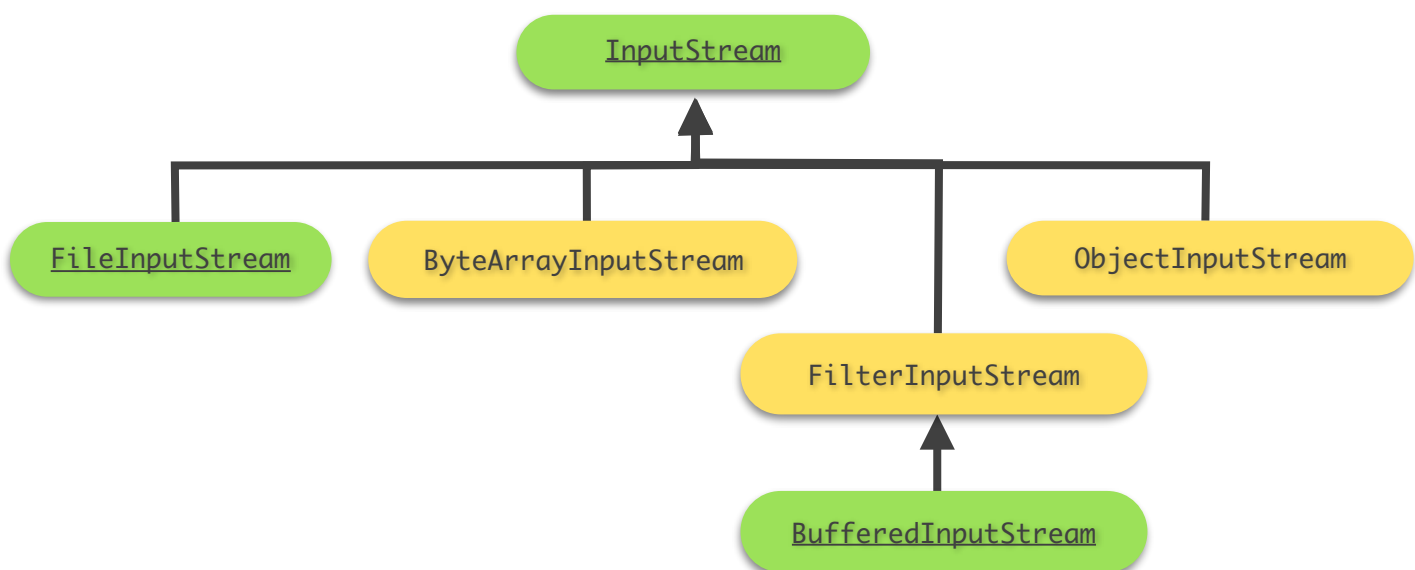 InputStream
FileInputStream
ByteArrayInputStream
ObjectInputStream
FilterInputStream
BufferedInputStream